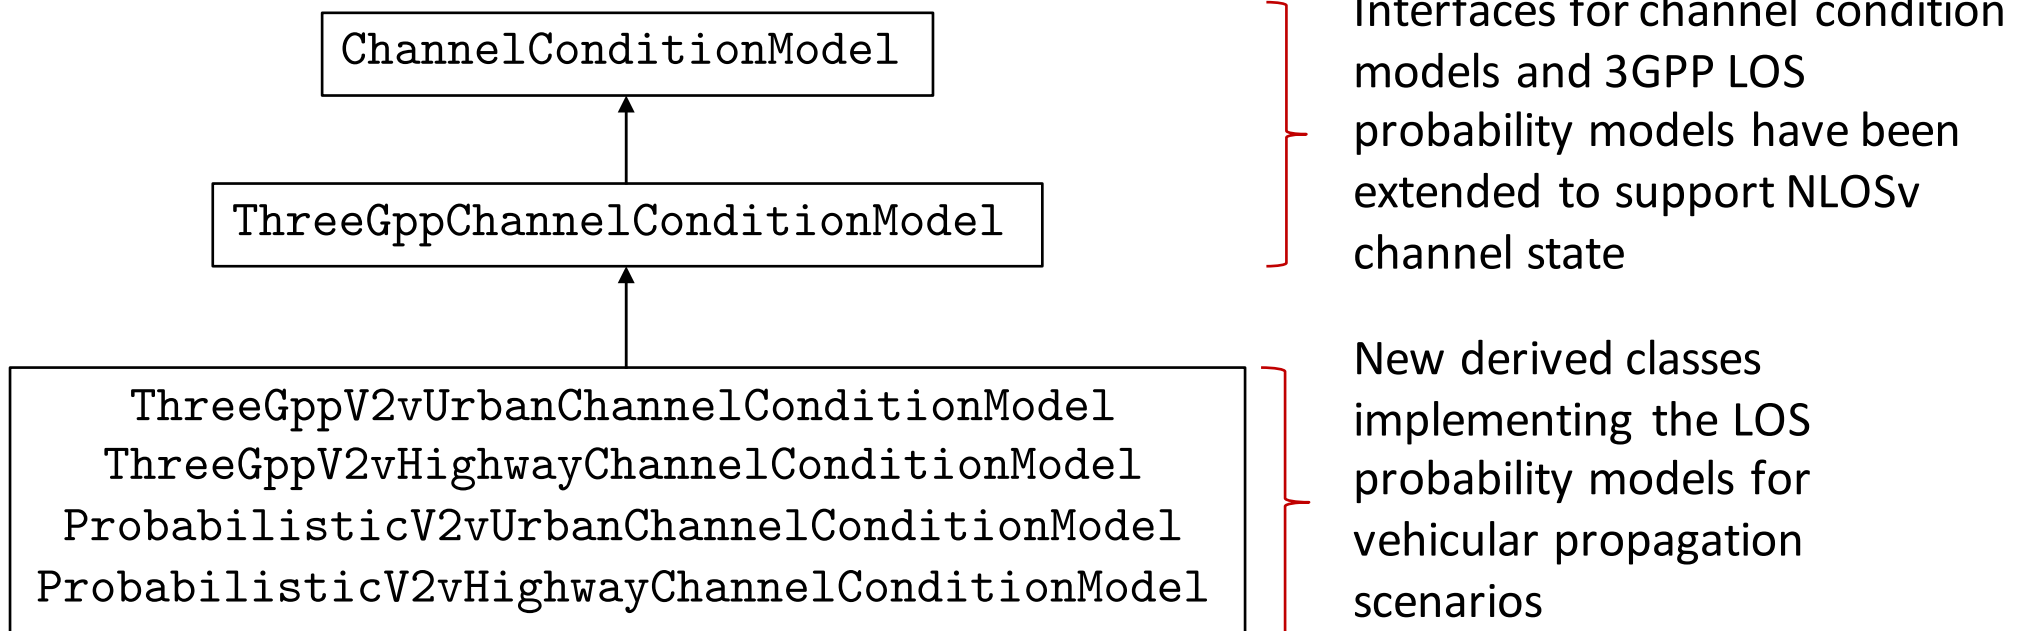 ChannelConditionModel
ThreeGppChannelConditionModel
ThreeGppV2vUrbanChannelConditionModel
ThreeGppV2vHighwayChannelConditionModel
ProbabilisticV2vUrbanChannelConditionModel
ProbabilisticV2vHighwayChannelConditionModel
Interfaces for channel condition
models and 3GPP LOS
probability models have been
extended to support NLOSv
channel state
New derived classes
implementing the LOS
probability models for
vehicular propagation
scenarios